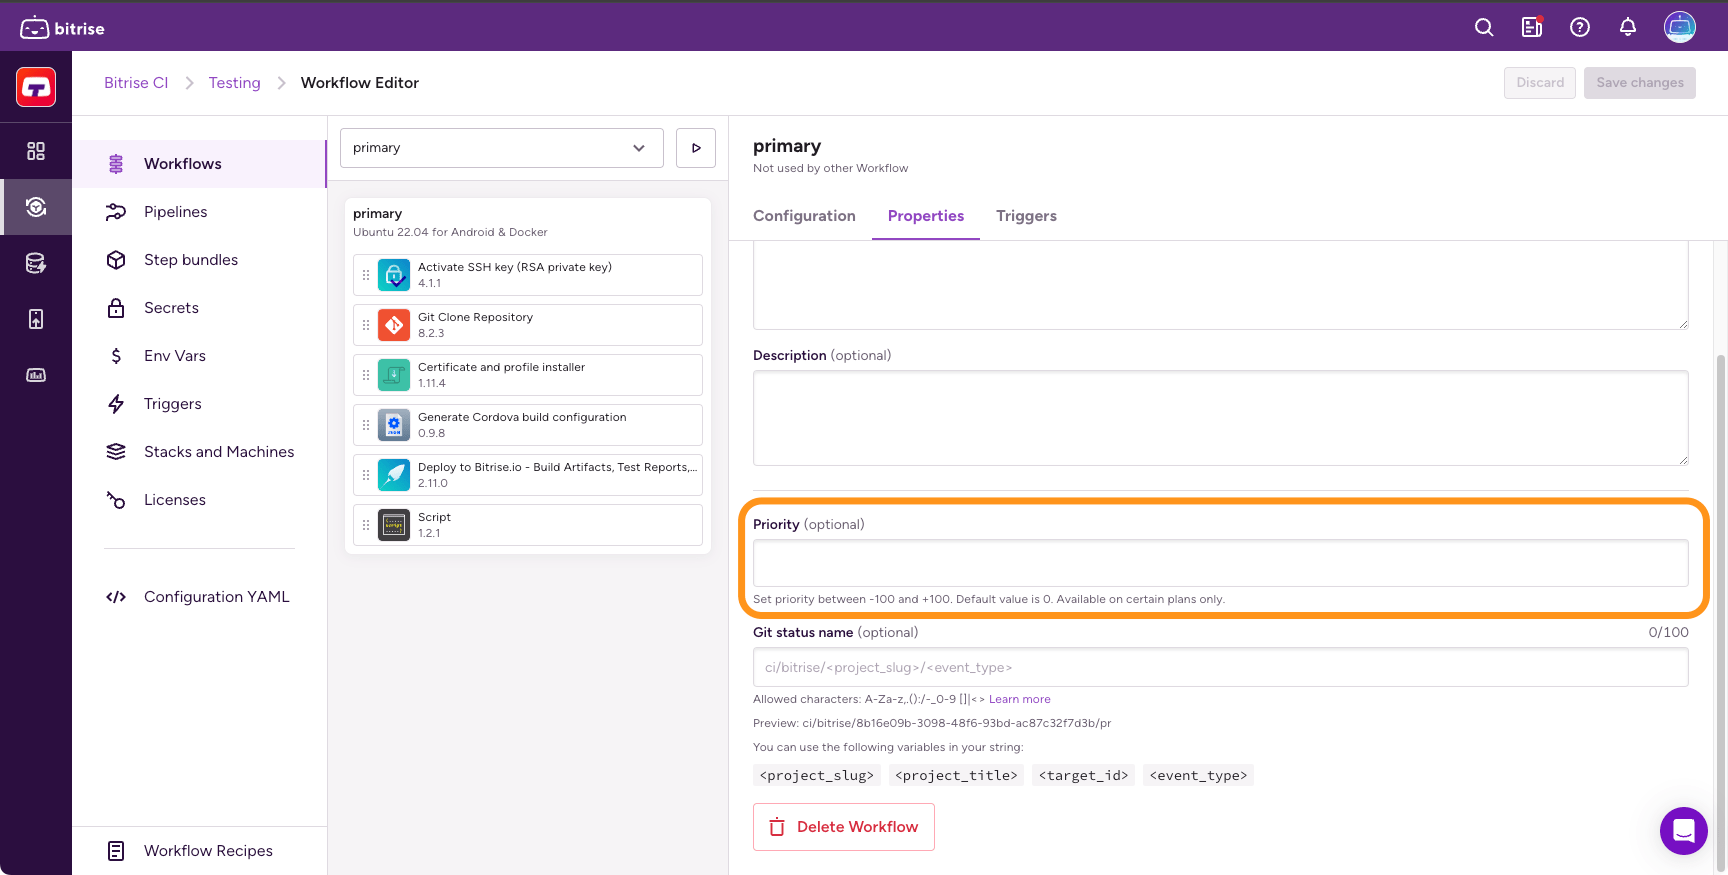 bitrise
Bitrise CI
Testing
Workflow Editor
Discard
Save changes
Workflows
Pipelines
Step bundles
Secrets
Env Vars
Triggers
Stacks and Machines
Licenses
Configuration YAML
Workflow Recipes
primary
primary
Ubuntu 22.04 for Android & Docker
Activate SSH key (RSA private key)
4.1.1
Git Clone Repository
8.2.3
Certificate and profile installer
1.11.4
Generate Cordova build configuration
0.9.8
JSON
Deploy to Bitrise.io - Build Artifacts, Test Reports,...
2.11.0
Script
1.2.1
script
primary
Not used by other Workflow
Configuration
Properties
Triggers
Description (optional)
Priority (optional)
Set priority between -100 and +100. Default value is 0. Available on certain plans only.
Git status name (optional)
0/100
ci/bitrise/<project_slug>/<event_type>
Allowed characters: A-Za-z,.():/-_0-9 []|<> Learn more
Preview: ci/bitrise/8b16e09b-3098-48f6-93bd-ac87c32f7d3b/pr
You can use the following variables in your string:
<project_slug> <project_title> <target_id> <event_type>
Delete Workflow